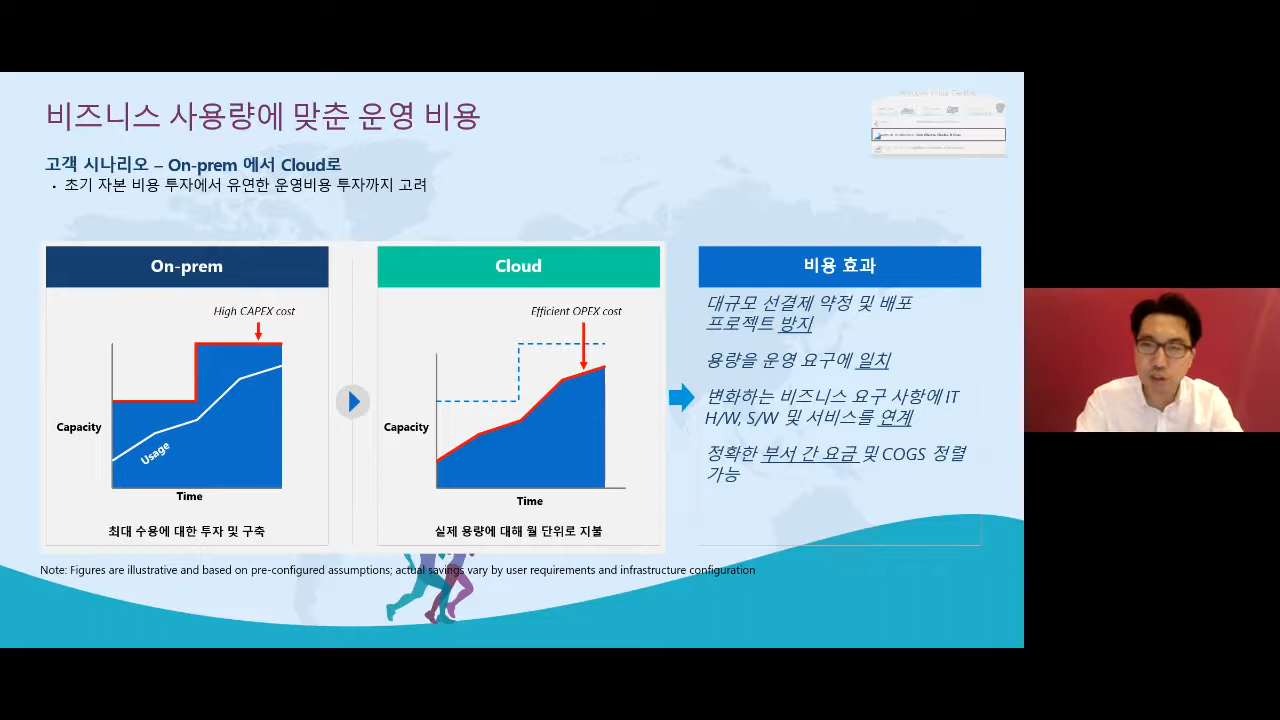 비즈니스 사용량에 맞춘 운영 비용
Windows Virtual Desktop
고객 시나리오 – On-prem 에서 Cloud로
• 초기 자본 비용 투자에서 유연한 운영비용 투자까지 고려
On-prem
High CAPEX cost
Capacity
Usage
Time
최대 수용에 대한 투자 및 구축
Cloud
Efficient OPEX cost
Capacity
Time
실제 용량에 대해 월 단위로 지불
비용 효과
대규모 선결제 약정 및 배포
프로젝트 방지
용량을 운영 요구에 일치
변화하는 비즈니스 요구 사항에 IT
H/W, S/W 및 서비스를 연계
정확한 부서 간 요금 및 COGS 정렬
가능
Note: Figures are illustrative and based on pre-configured assumptions; actual savings vary by user requirements and infrastructure configuration